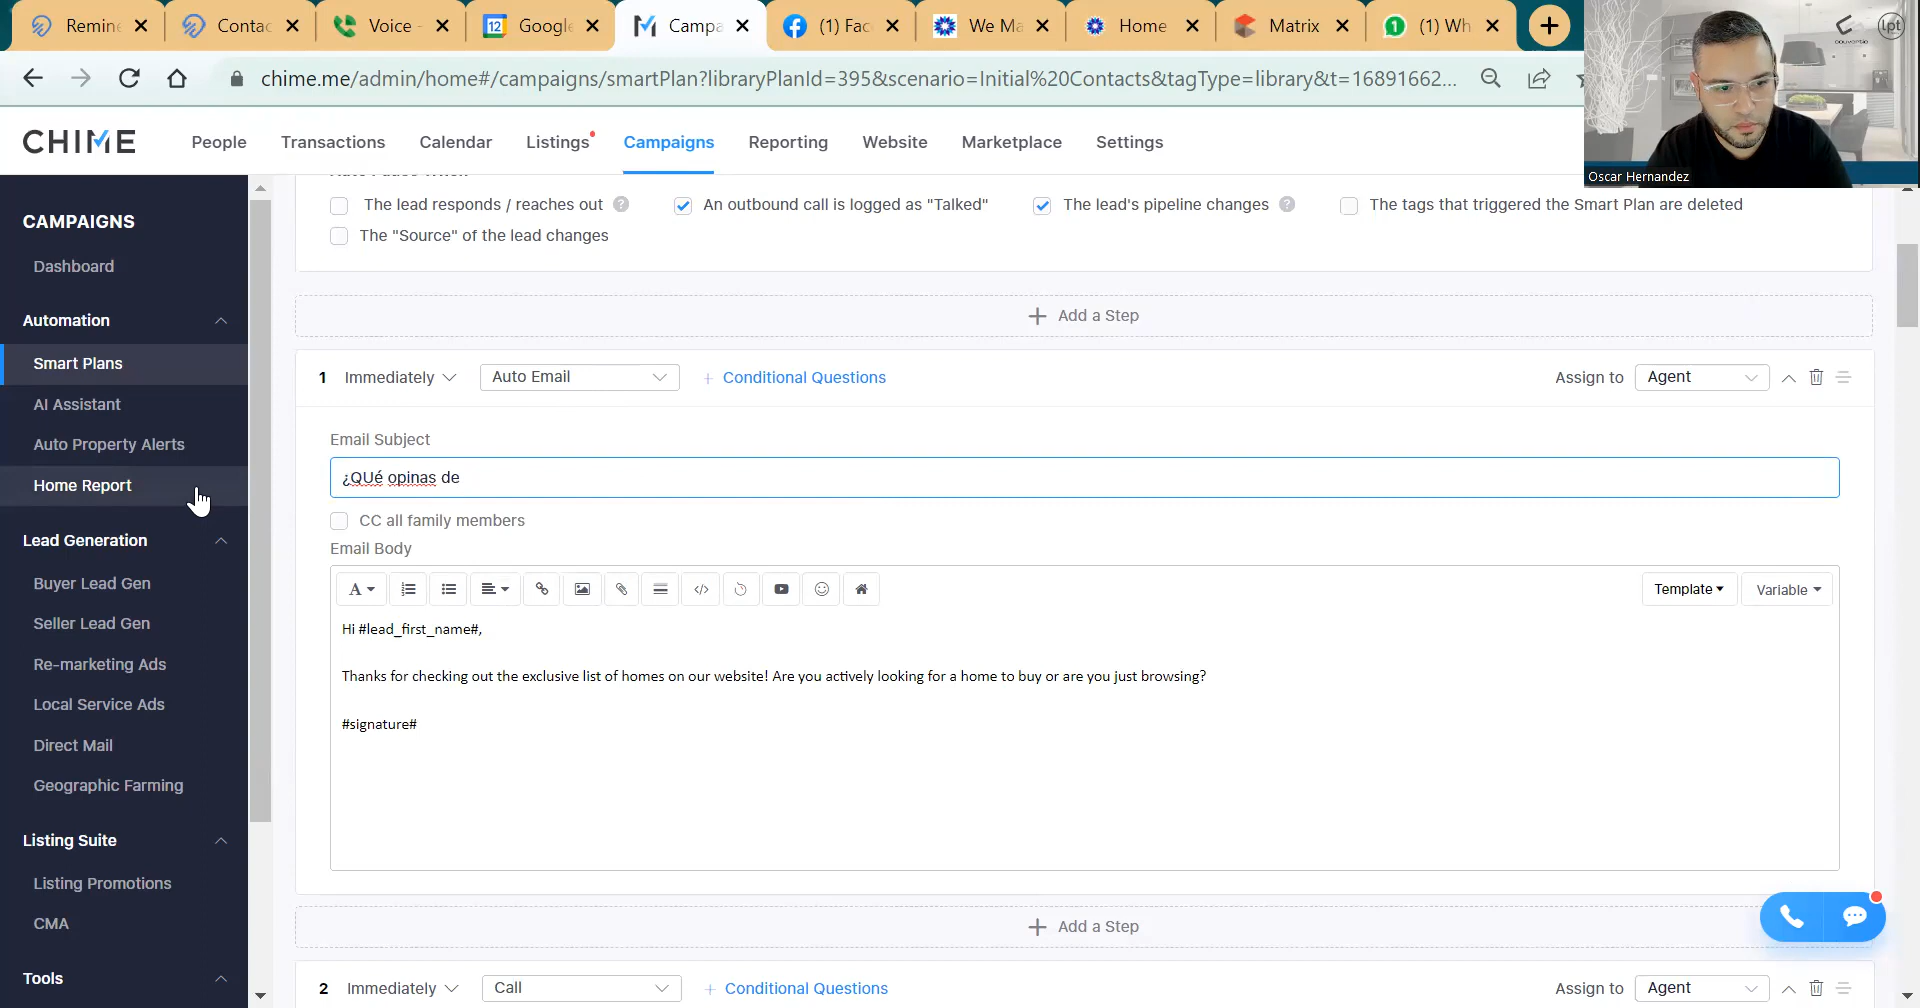 Remine
Contac
Voice -
12
Google
Campa
(1) Fac
We Ma
Home
Matrix
1
(1) Wh
chime.me/admin/home#/campaigns/smartPlan?libraryPlanId=395&scenario=Initial%20Contacts&tagType=library&t=16891662...
lpt
Oscar Hernandez
CHIME
People
Transactions
Calendar
Listings
Campaigns
Reporting
Website
Marketplace
Settings
CAMPAIGNS
Dashboard
Automation
Smart Plans
AI Assistant
Auto Property Alerts
Home Report
Lead Generation
Buyer Lead Gen
Seller Lead Gen
Re-marketing Ads
Local Service Ads
Direct Mail
Geographic Farming
Listing Suite
Listing Promotions
CMA
Tools
The lead responds / reaches out ?
An outbound call is logged as "Talked"
The lead's pipeline changes ?
The tags that triggered the Smart Plan are deleted
The "Source" of the lead changes
+ Add a Step
1 Immediately Auto Email + Conditional Questions Assign to Agent
Email Subject
¿QUé opinas de
CC all family members
Email Body
A
Template
Variable
Hi #lead_first_name#,
Thanks for checking out the exclusive list of homes on our website! Are you actively looking for a home to buy or are you just browsing?
#signature#
+ Add a Step
2 Immediately Call + Conditional Questions Assign to Agent